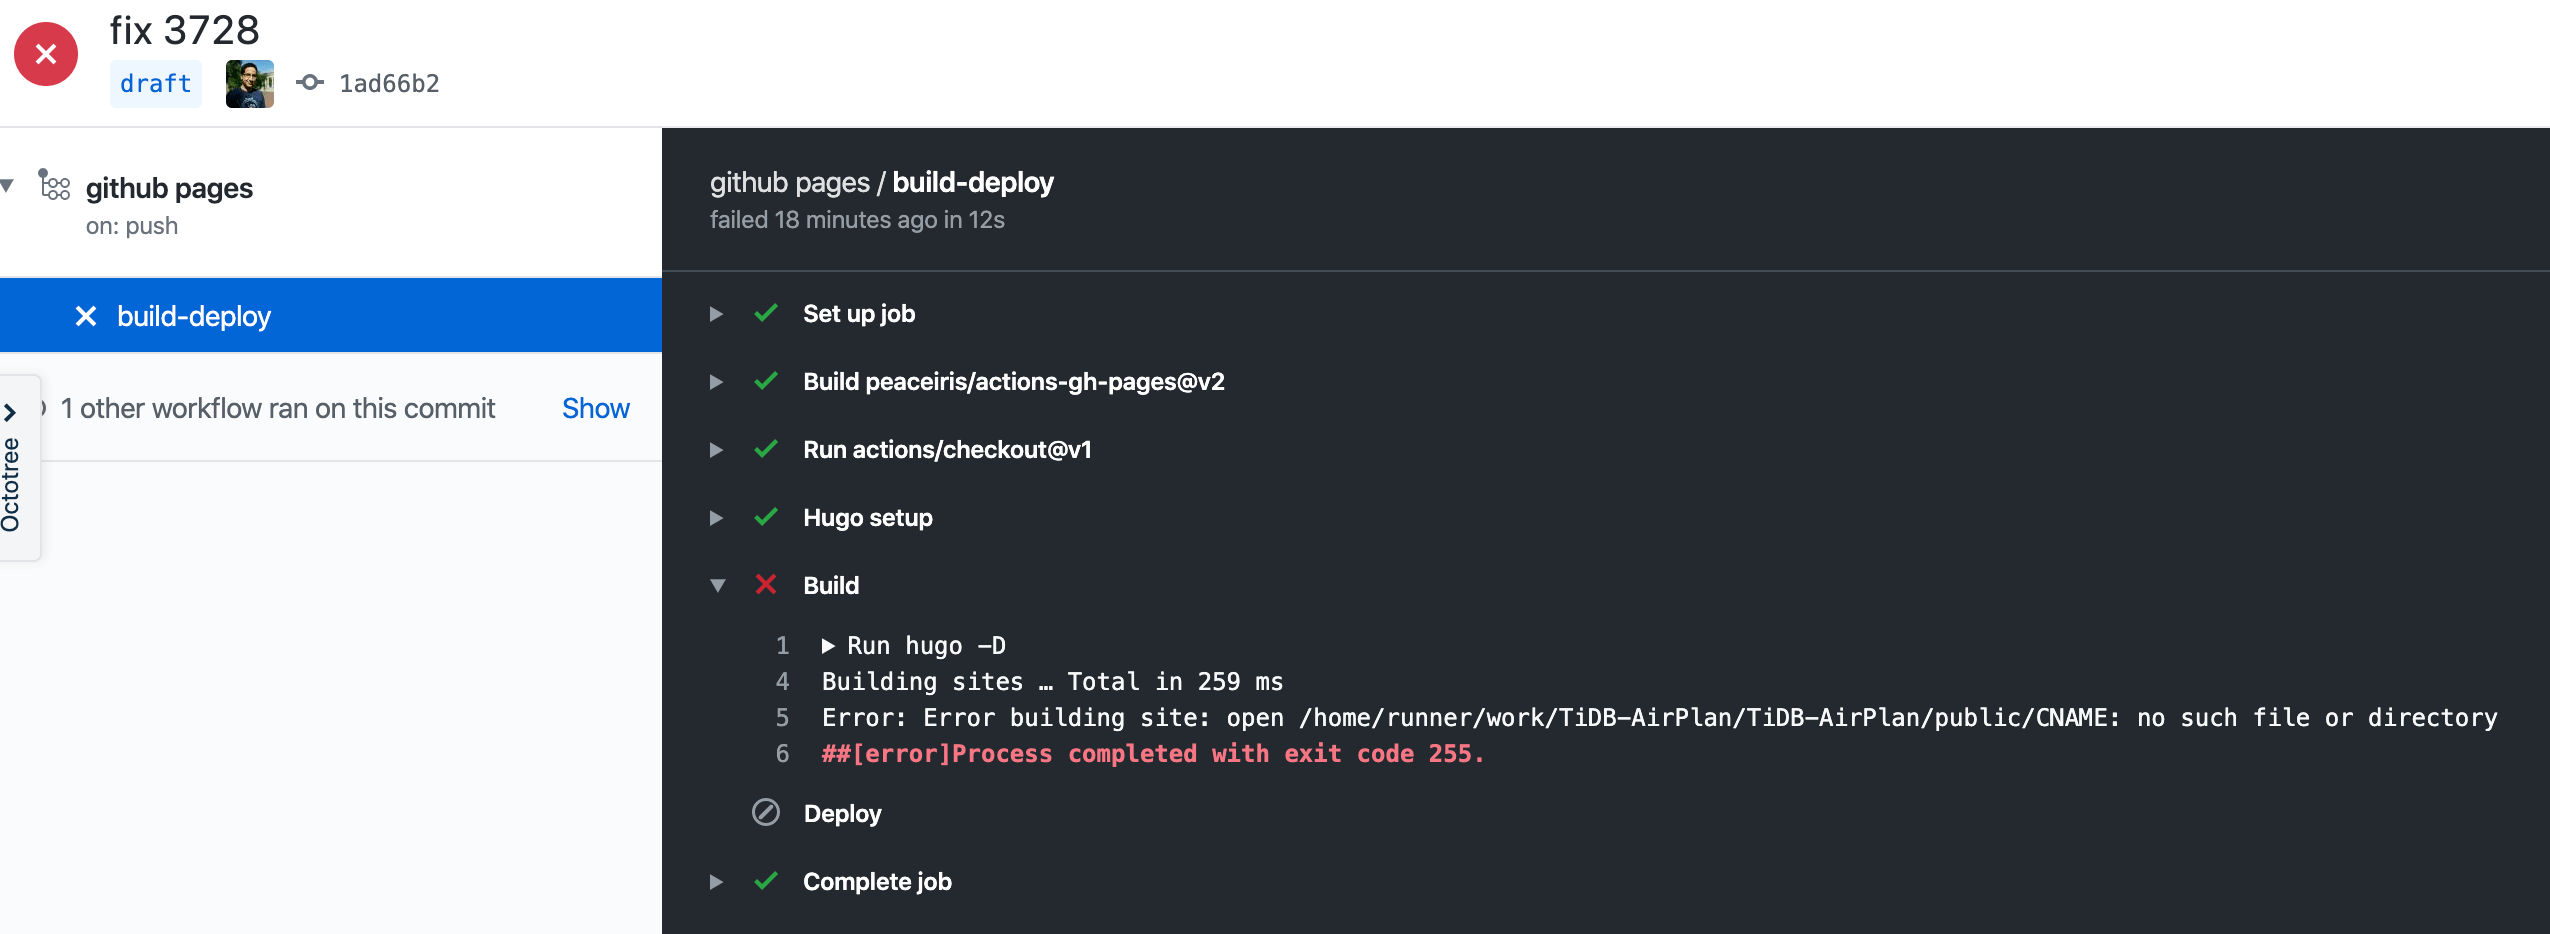 fix 3728
draft 1ad66b2
github pages
on: push
build-deploy
1 other workflow ran on this commit Show
Octotree
github pages / build-deploy
failed 18 minutes ago in 12s
Set up job
Build peaceiris/actions-gh-pages@v2
Run actions/checkout@v1
Hugo setup
Build
1 Run hugo -D
4 Building sites … Total in 259 ms
5 Error: Error building site: open /home/runner/work/TiDB-AirPlan/TiDB-AirPlan/public/CNAME: no such file or directory
6 ##[error]Process completed with exit code 255.
Deploy
Complete job